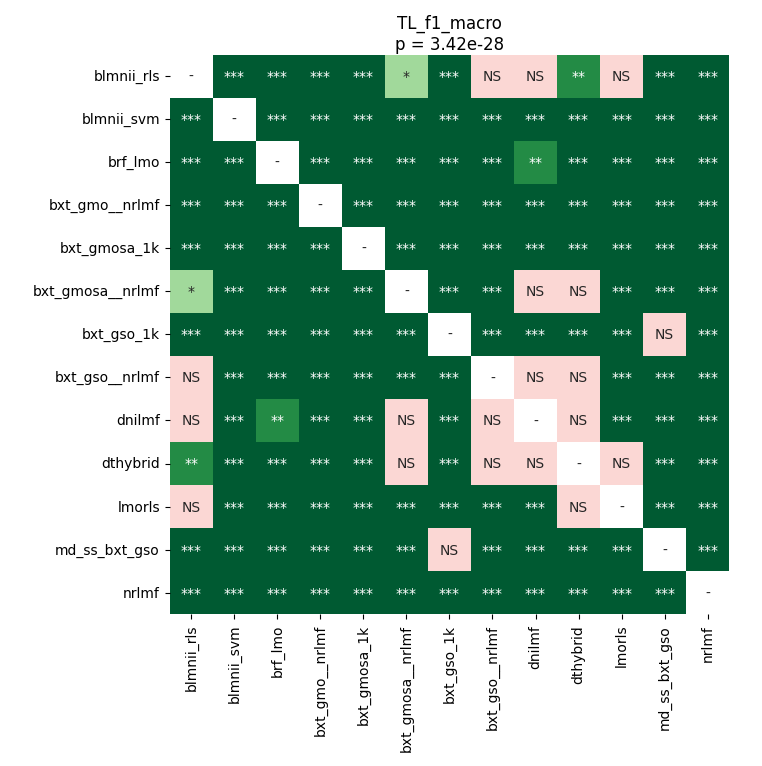 TL_f1_macro
p = 3.42e-28
blmnii_rls - *** *** *** *** * *** NS NS ** NS *** ***
blmnii_svm *** - *** *** *** *** *** *** *** *** *** *** ***
brf_lmo *** *** - *** *** *** *** *** ** *** *** *** ***
bxt_gmo__nrlmf *** *** *** - *** *** *** *** *** *** *** *** ***
bxt_gmosa_1k *** *** *** *** - *** *** *** *** *** *** *** ***
bxt_gmosa__nrlmf * *** *** *** *** - *** *** NS NS *** *** ***
bxt_gso_1k *** *** *** *** *** *** - *** *** *** *** NS ***
bxt_gso__nrlmf NS *** *** *** *** *** *** - NS NS *** *** ***
dnilmf NS *** ** *** *** NS *** NS - NS *** *** ***
dthybrid ** *** *** *** *** NS *** NS NS - NS *** ***
lmorls NS *** *** *** *** *** *** *** *** NS - *** ***
md_ss_bxt_gso *** *** *** *** *** *** NS *** *** *** *** - ***
nrlmf *** *** *** *** *** *** *** *** *** *** *** *** -
blmnii_rls
blmnii_svm
brf_lmo
bxt_gmo__nrlmf
bxt_gmosa_1k
bxt_gmosa__nrlmf
bxt_gso_1k
bxt_gso__nrlmf
dnilmf
dthybrid
lmorls
md_ss_bxt_gso
nrlmf